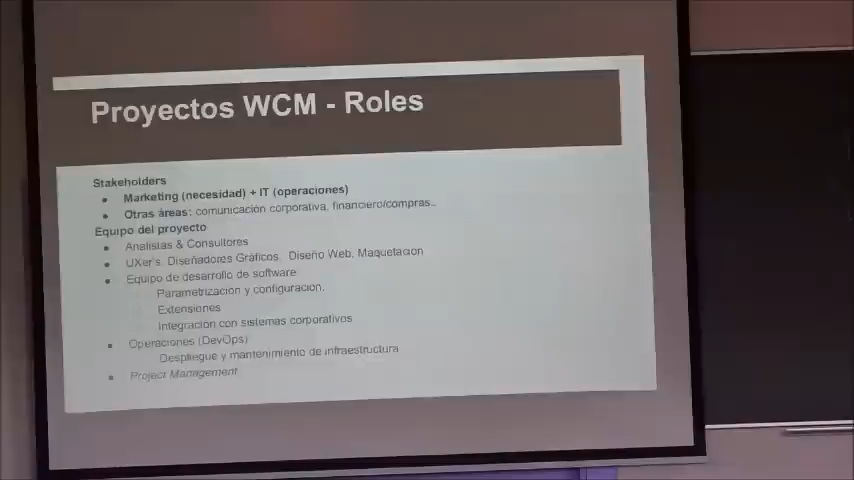 Proyectos WCM - Roles
Stakeholders
● Marketing (necesidad) + IT (operaciones)
● Otras áreas: comunicación corporativa, financiero/compras..
Equipo del proyecto
● Analistas & Consultores
● UXer's, Diseñadores Gráficos, Diseño Web, Maquetacion
● Equipo de desarrollo de software
Parametrización y configuración,
Extensiones
Integración con sistemas corporativos
● Operaciones (DevOps)
Despliegue y mantenimiento de infraestructura
● Project Management